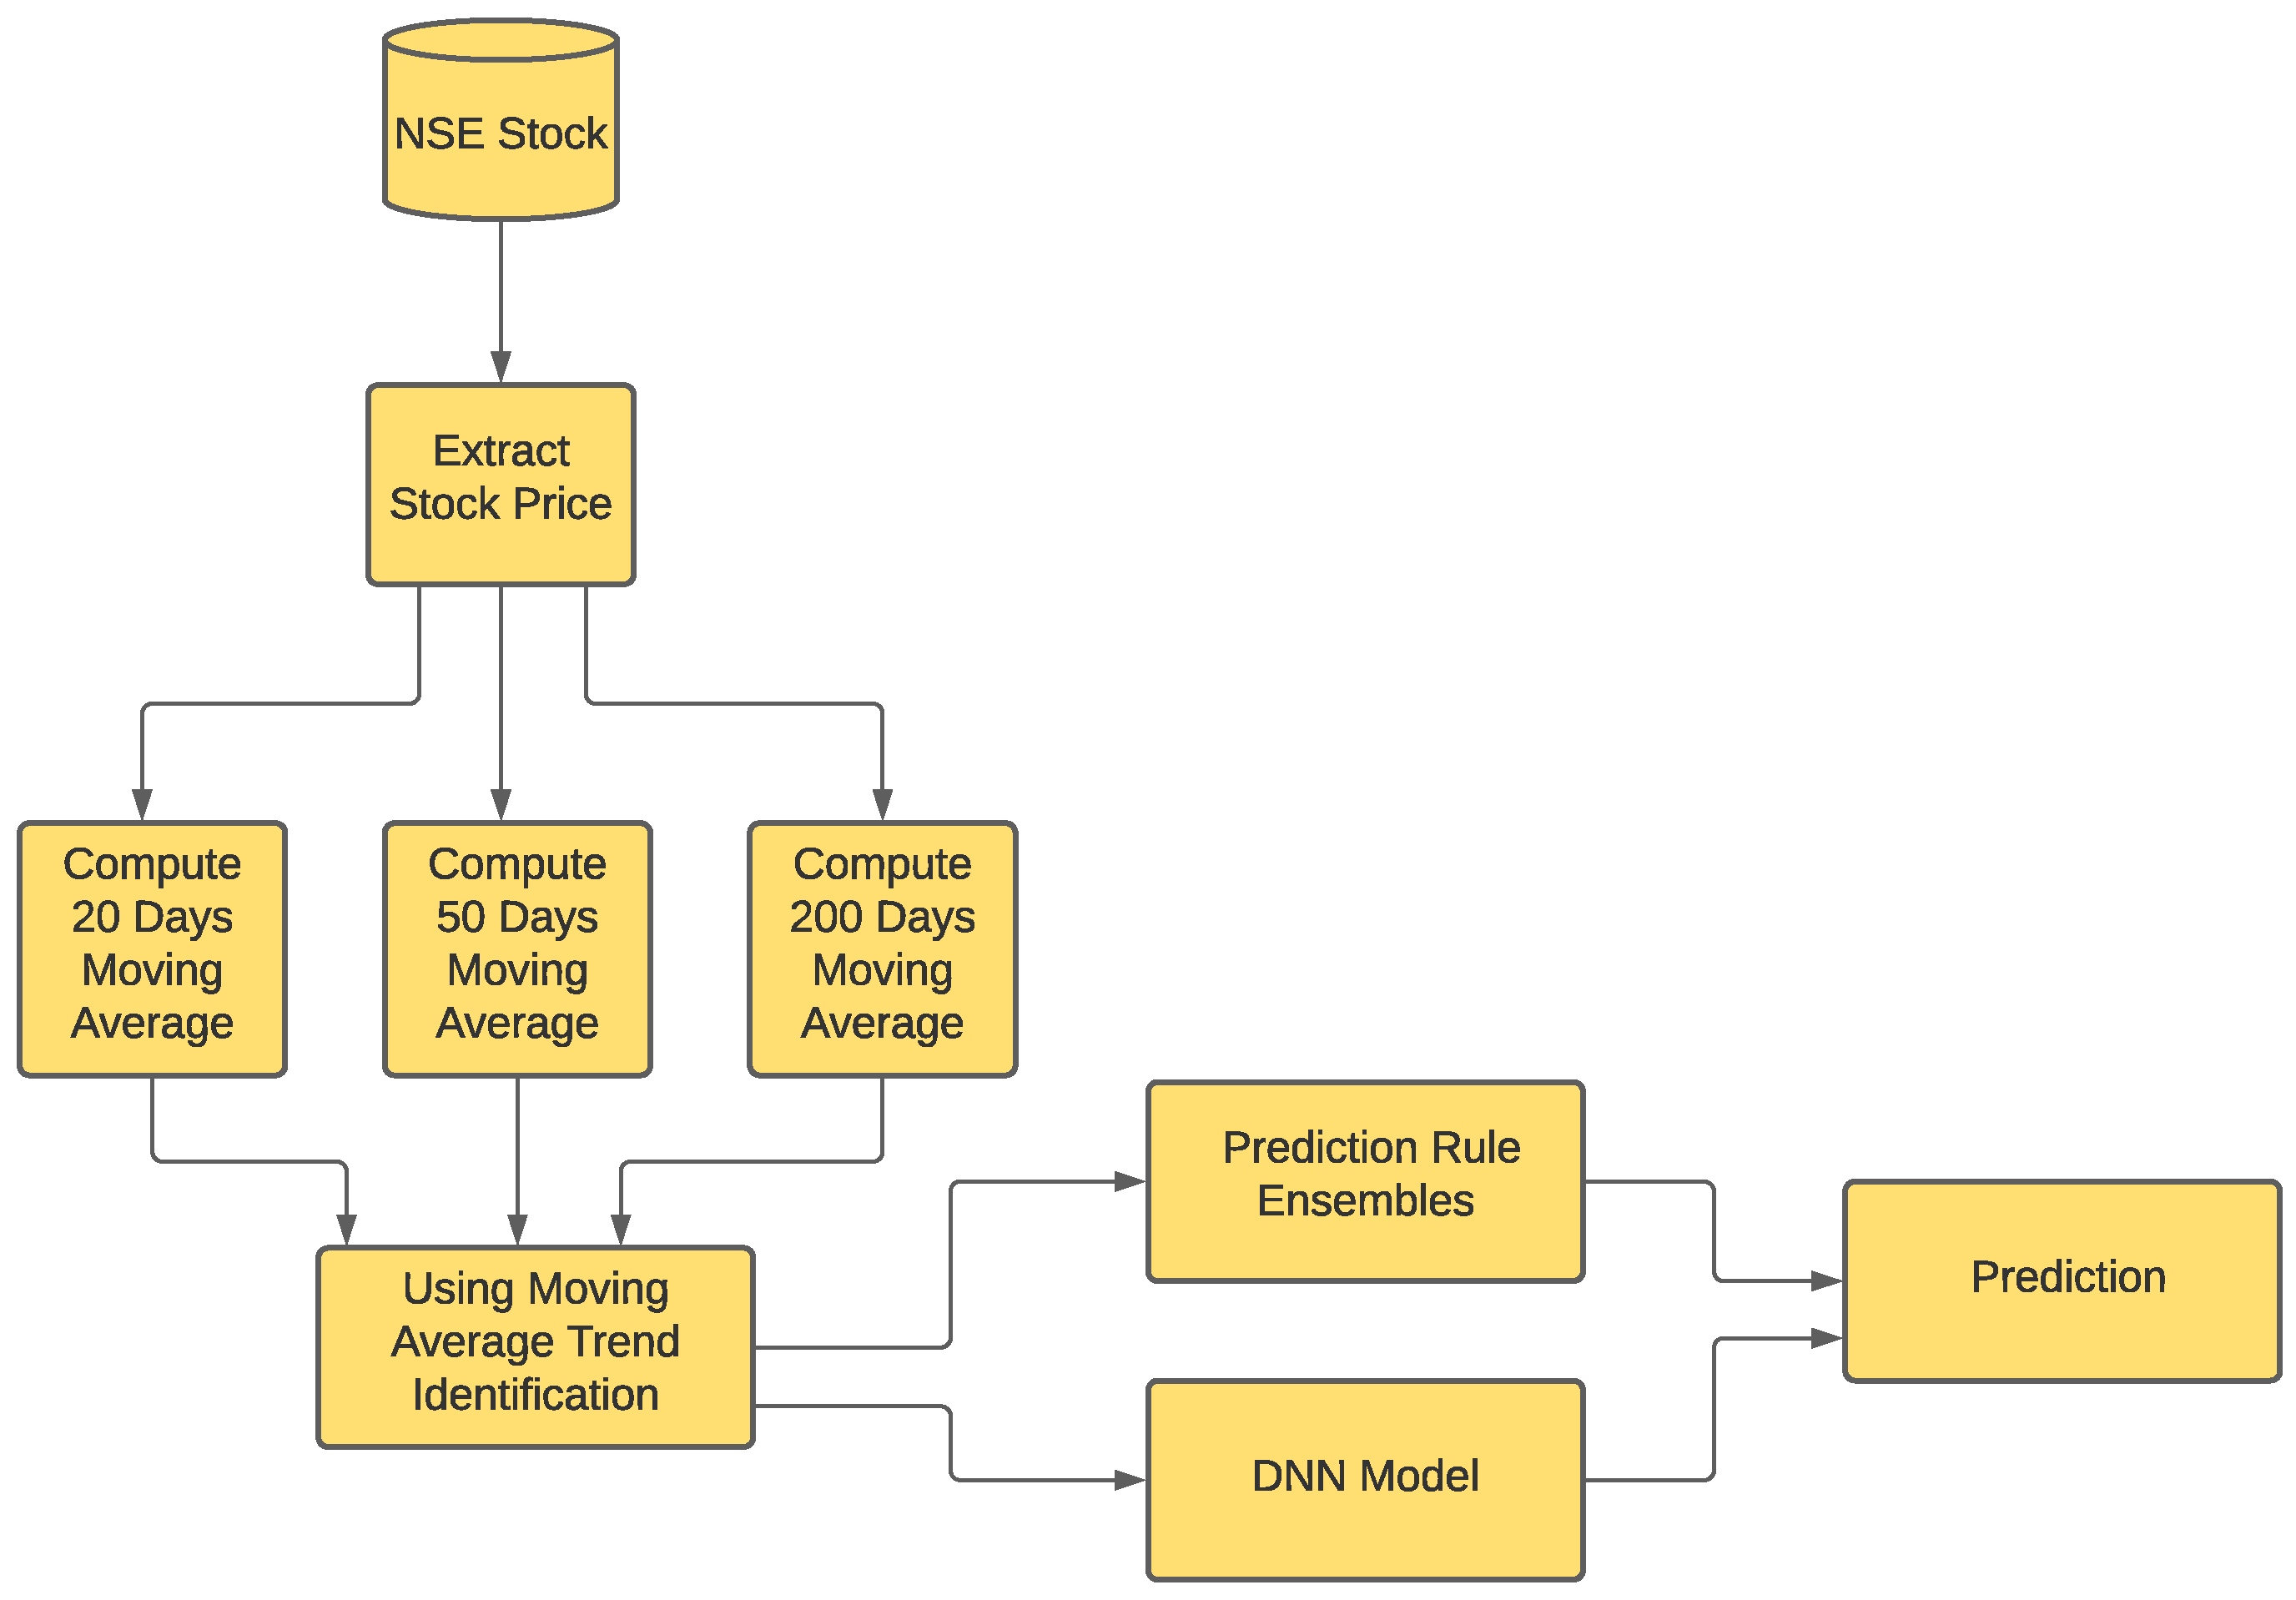 NSE Stock
Extract
Stock Price
Compute
20 Days
Moving
Average
Compute
50 Days
Moving
Average
Compute
200 Days
Moving
Average
Using Moving
Average Trend
Identification
Prediction Rule
Ensembles
DNN Model
Prediction